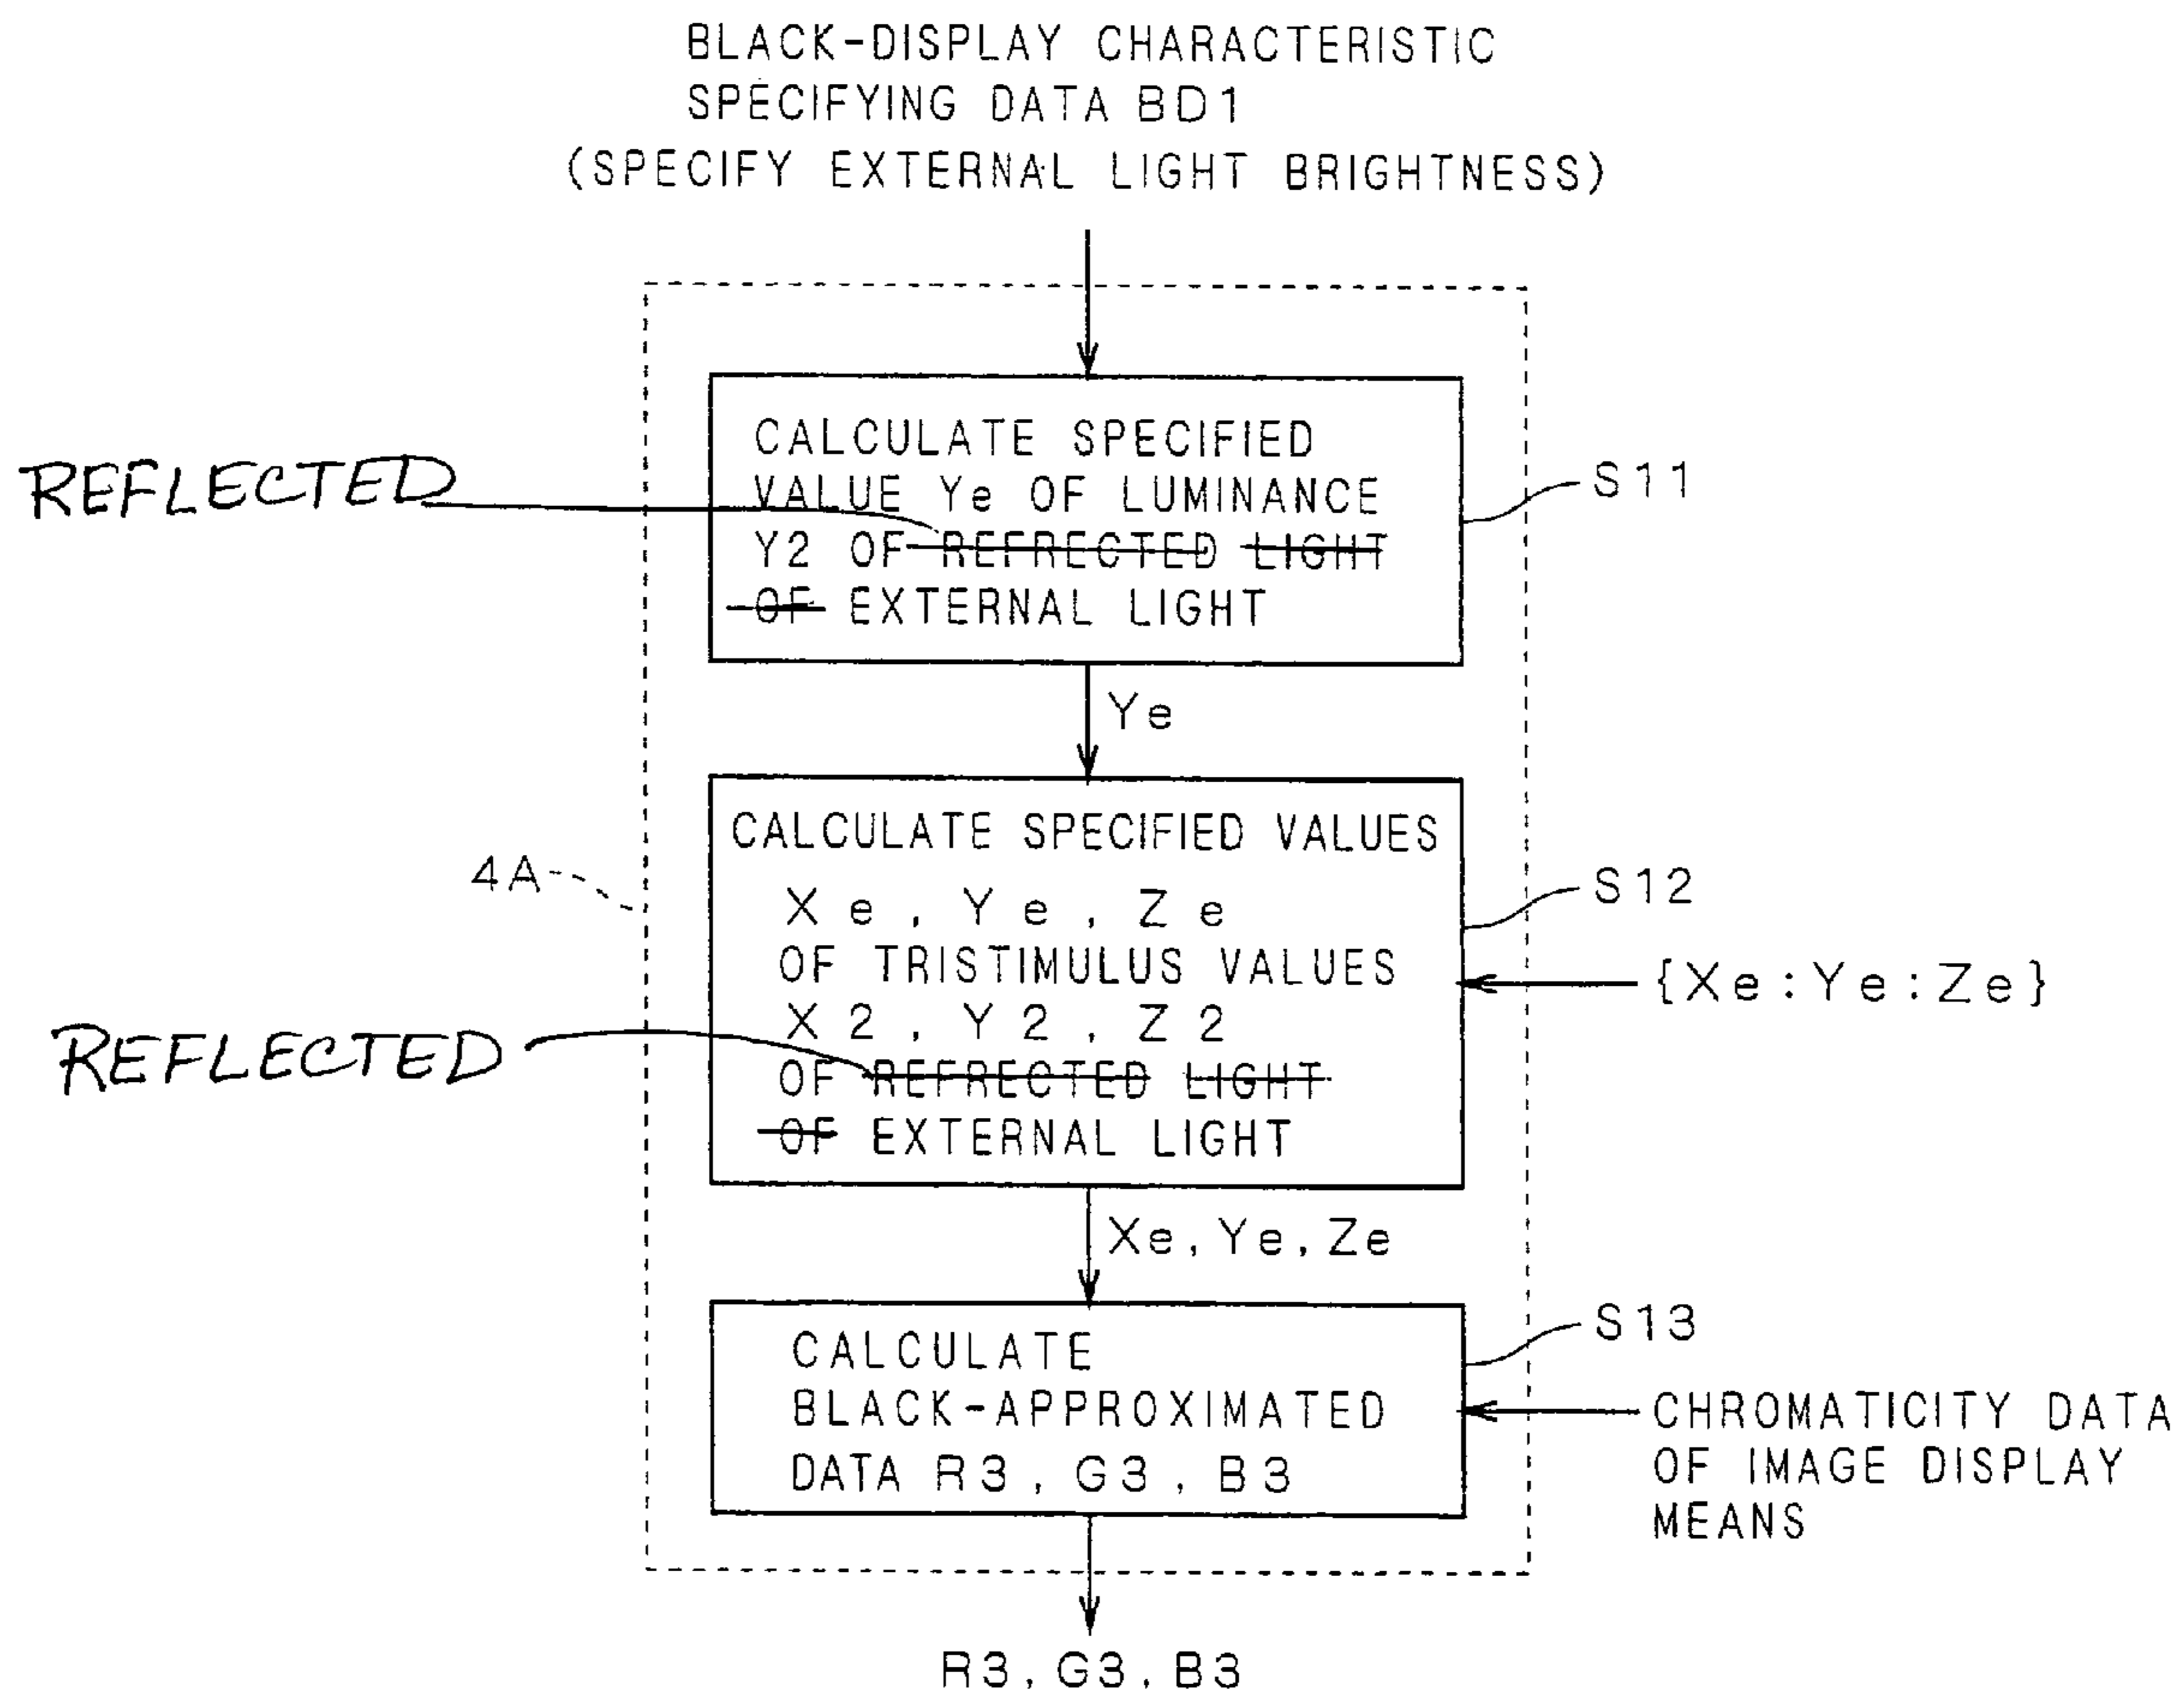 BLACK-DISPLAY CHARACTERISTIC
SPECIFYING DATA BD1
(SPECIFY EXTERNAL LIGHT BRIGHTNESS)
CALCULATE SPECIFIED
VALUE Ye OF LUMINANCE
Y2 OF REFRECTED LIGHT
OF EXTERNAL LIGHT
REFLECTED
S11
Ye
CALCULATE SPECIFIED VALUES
Xe, Ye, Ze
OF TRISTIMULUS VALUES
X2, Y2, Z2
OF REFRECTED LIGHT
OF EXTERNAL LIGHT
4A
REFLECTED
S12
{Xe:Ye:Ze}
Xe, Ye, Ze
CALCULATE
BLACK-APPROXIMATED
DATA R3, G3, B3
S13
CHROMATICITY DATA
OF IMAGE DISPLAY
MEANS
R3, G3, B3